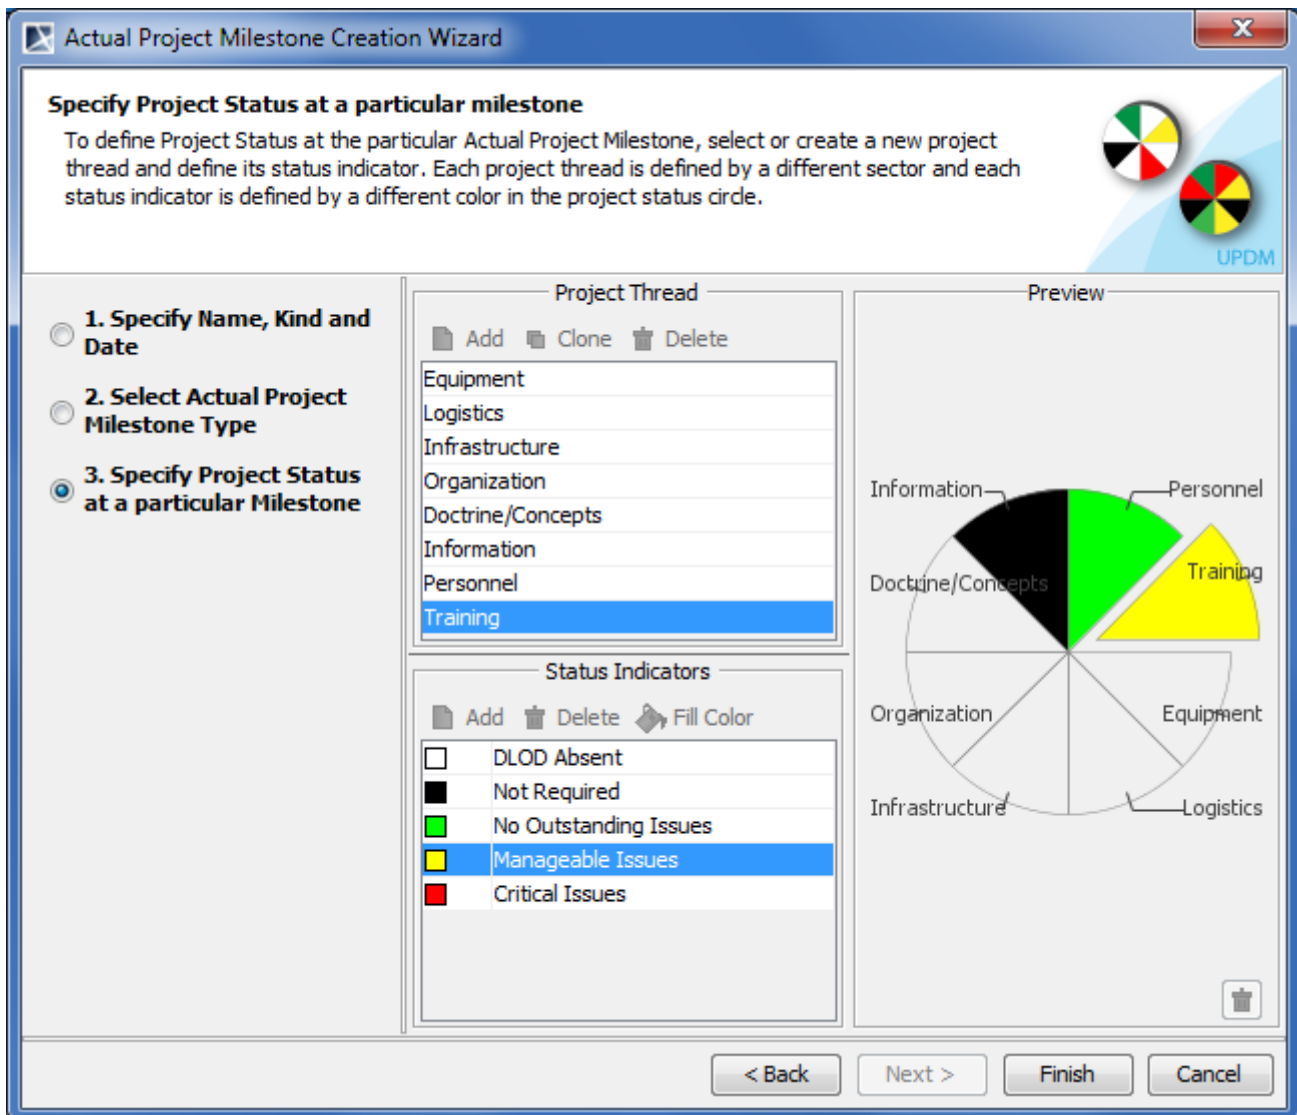 Actual Project Milestone Creation Wizard
Specify Project Status at a particular milestone
To define Project Status at the particular Actual Project Milestone, select or create a new project
thread and define its status indicator. Each project thread is defined by a different sector and each
status indicator is defined by a different color in the project status circle.
UPDM
1. Specify Name, Kind and
Date
2. Select Actual Project
Milestone Type
3. Specify Project Status
at a particular Milestone
Project Thread
Add Clone Delete
Equipment
Logistics
Infrastructure
Organization
Doctrine/Concepts
Information
Personnel
Training
Status Indicators
Add Delete Fill Color
DLOD Absent
Not Required
No Outstanding Issues
Manageable Issues
Critical Issues
Preview
Information Personnel
Doctrine/Concepts Training
Organization Equipment
Infrastructure Logistics
< Back Next > Finish Cancel